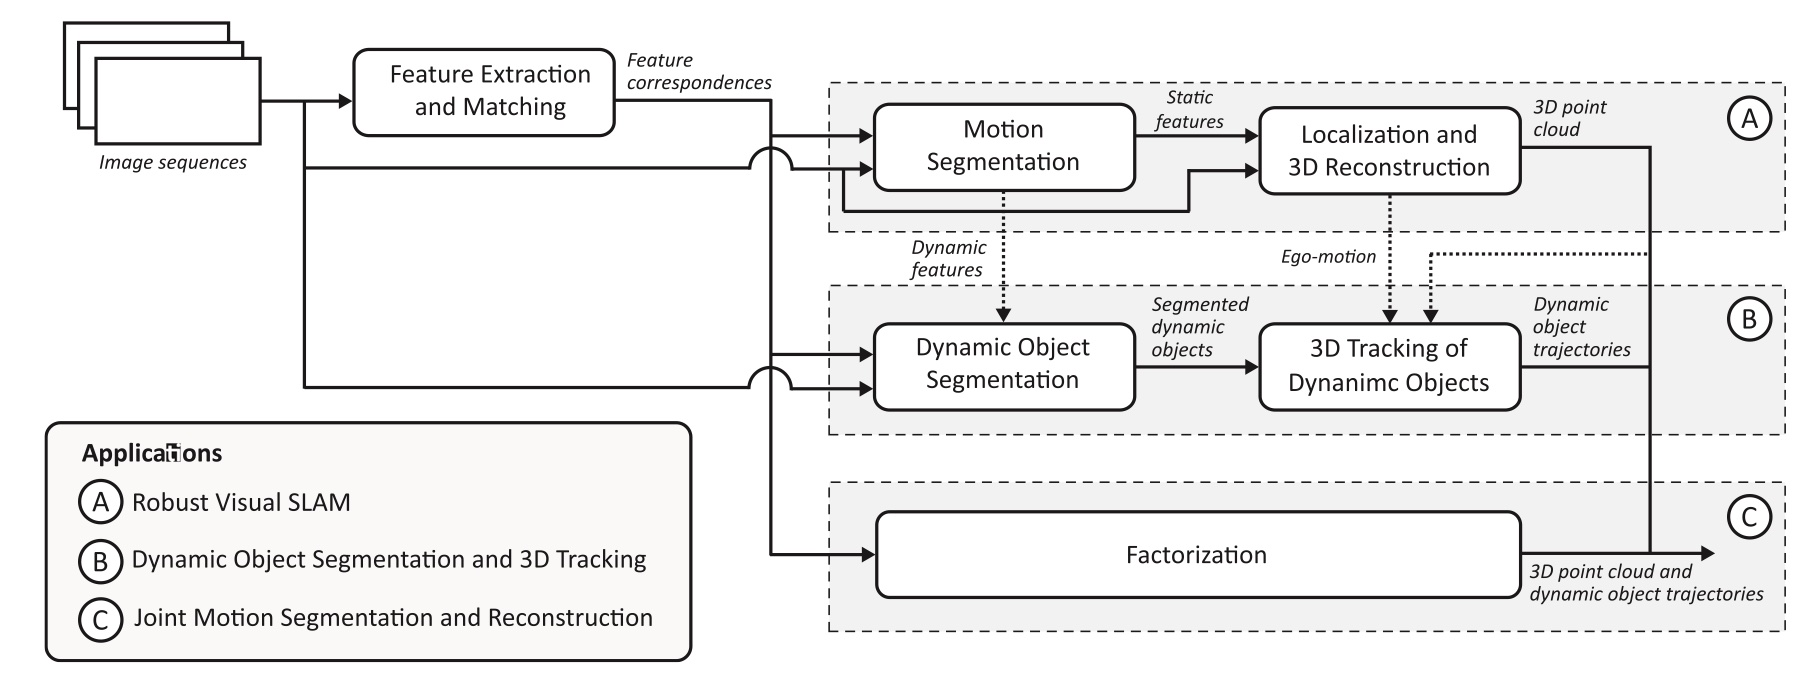 Image sequences
Feature Extraction
and Matching
Feature
correspondences
A
Motion
Segmentation
Static
features
Localization and
3D Reconstruction
3D point
cloud
Dynamic
features
Ego-motion
B
Dynamic Object
Segmentation
Segmented
dynamic
objects
3D Tracking of
Dynanimc Objects
Dynamic
object
trajectories
C
Factorization
3D point cloud and
dynamic object trajectories
Applications
A Robust Visual SLAM
B Dynamic Object Segmentation and 3D Tracking
C Joint Motion Segmentation and Reconstruction